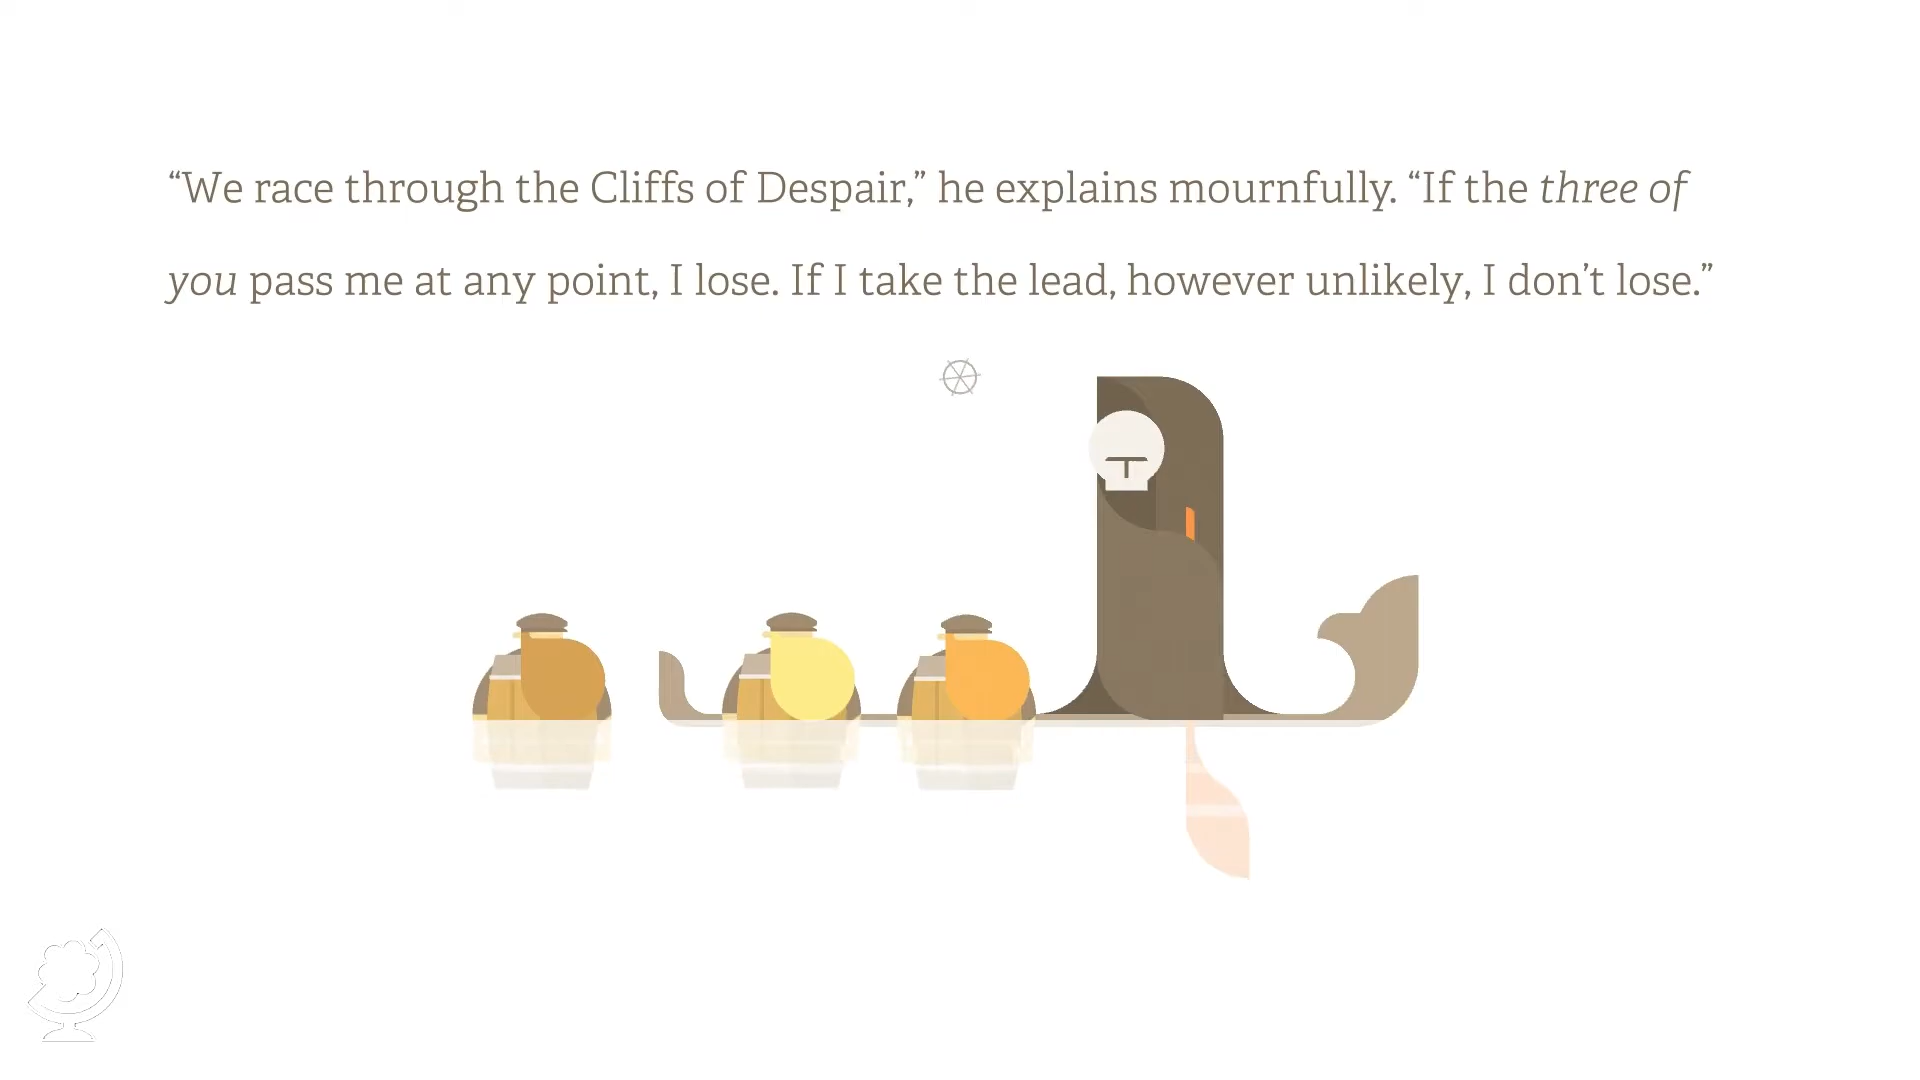 “We race through the Cliffs of Despair,” he explains mournfully. “If the three of
you pass me at any point, I lose. If I take the lead, however unlikely, I don’t lose.”